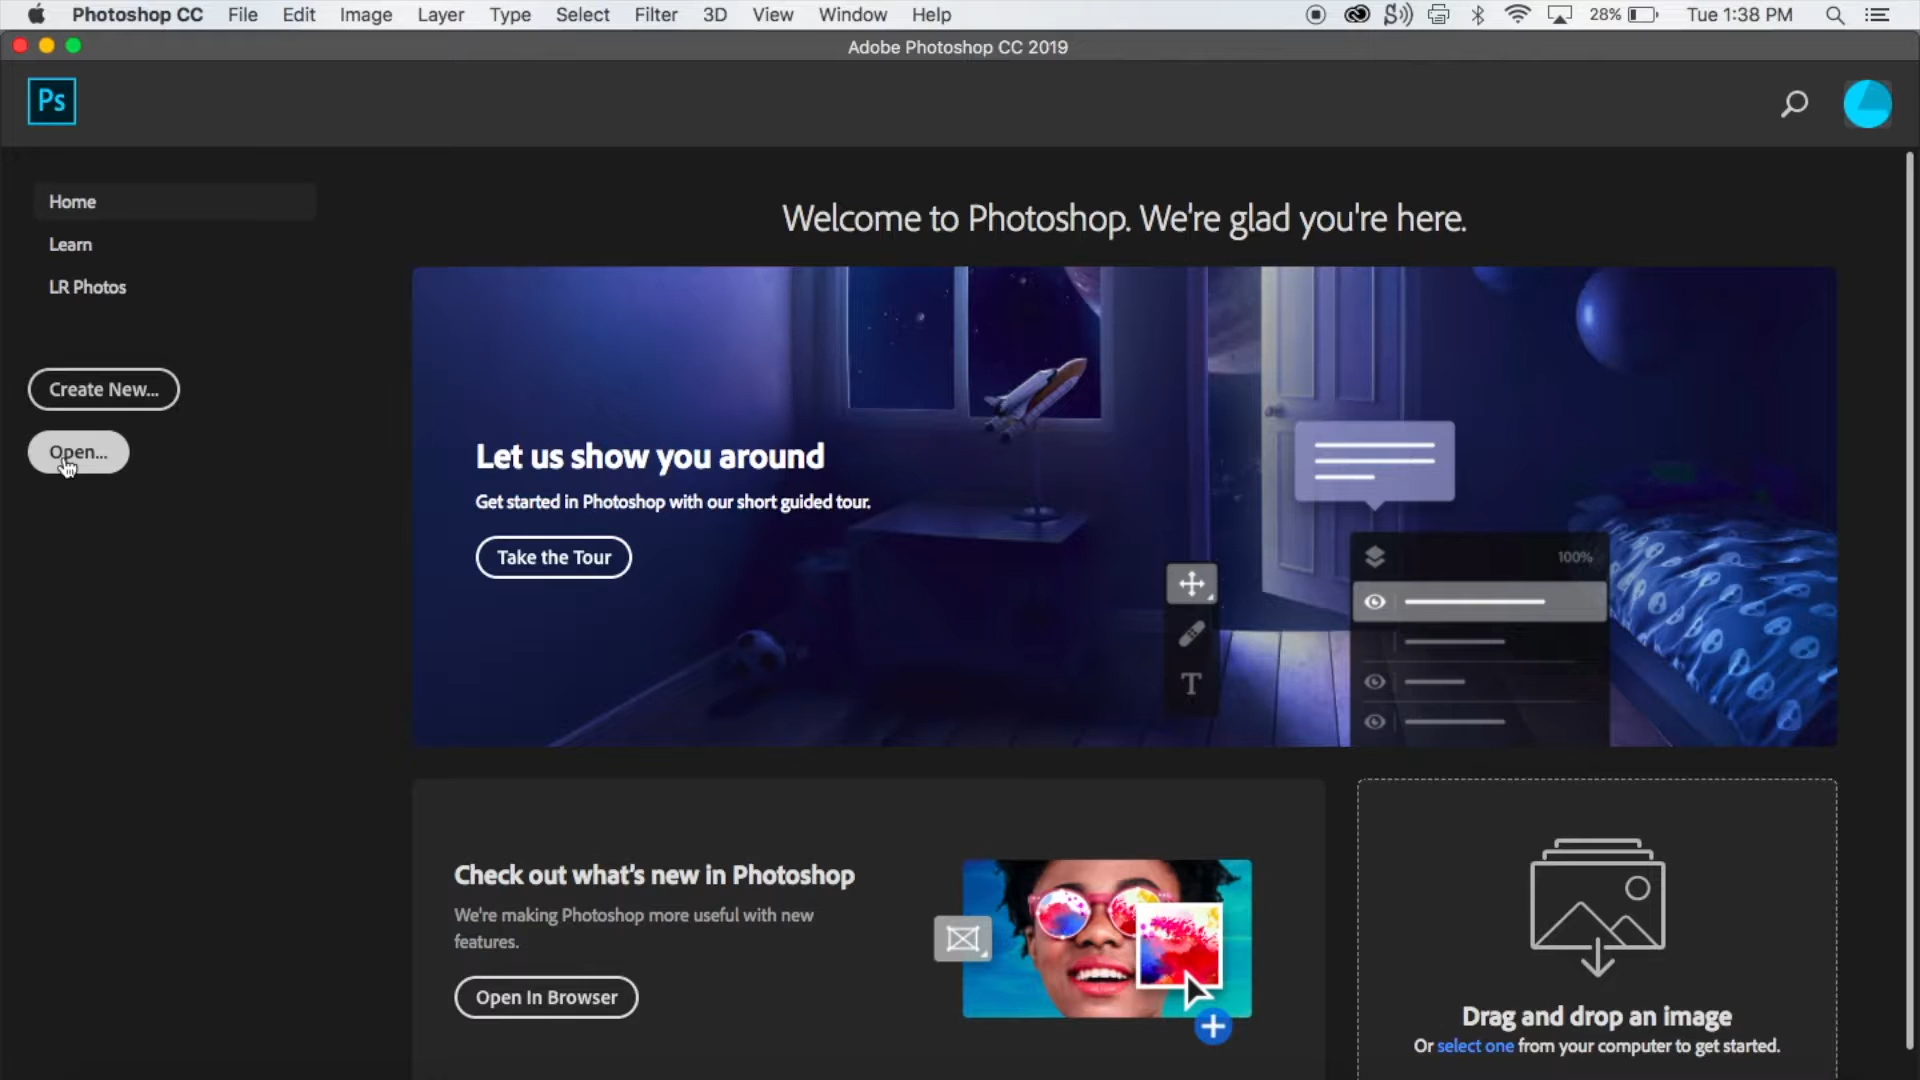 Photoshop CC File Edit Image Layer Type Select Filter 3D View Window Help 28% Tue 1:38 PM
Adobe Photoshop CC 2019
Ps
Home
Learn
LR Photos
Create New...
Open...
Welcome to Photoshop. We're glad you're here.
Let us show you around
Get started in Photoshop with our short guided tour.
Take the Tour
100%
T
Check out what's new in Photoshop
We're making Photoshop more useful with new
features.
Open In Browser
Drag and drop an image
Or select one from your computer to get started.